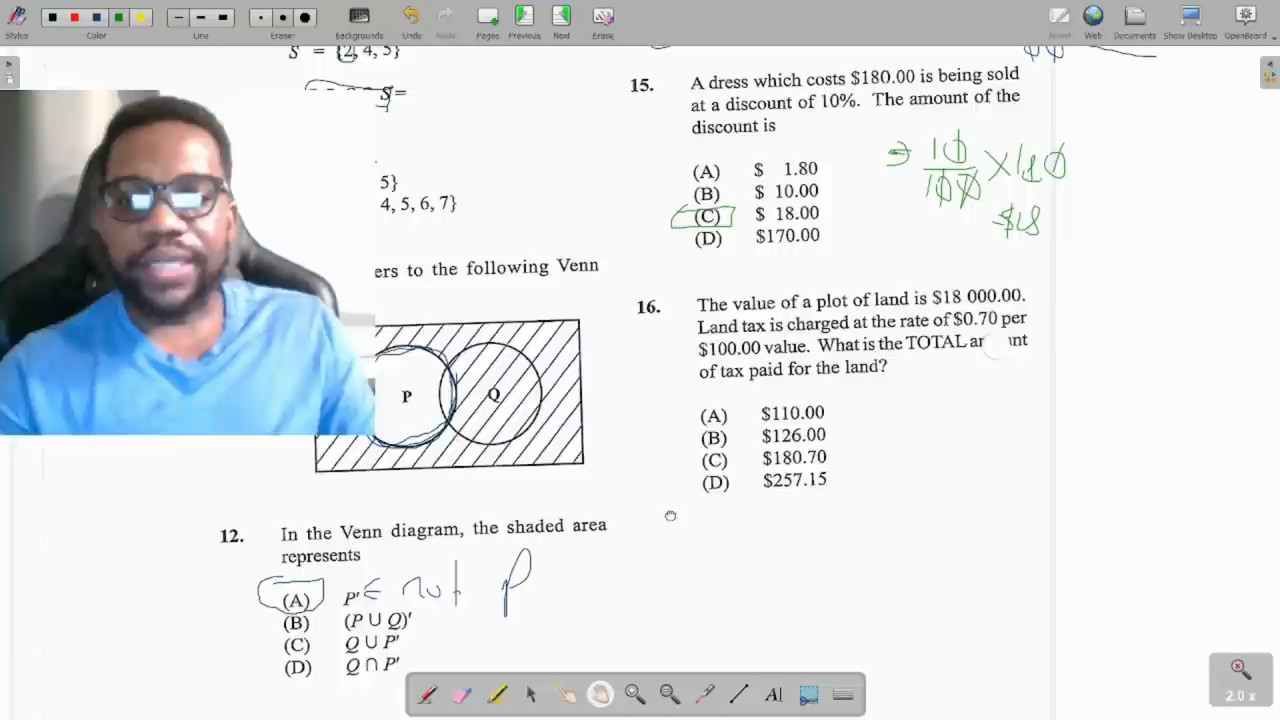 Stylus
Color
Line
Eraser
Backgrounds
Undo
Redo
Pages
Previous
Next
Erase
Board
Web
Documents
Show Desktop
OpenBoard
S = {2, 4, 5}
S=
5}
4, 5, 6, 7}
ers to the following Venn
P
Q
12. In the Venn diagram, the shaded area
represents
(A) P' ∈ not P
(B) (P ∪ Q)'
(C) Q ∪ P'
(D) Q ∩ P'
15. A dress which costs $180.00 is being sold
at a discount of 10%. The amount of the
discount is
(A) $ 1.80
(B) $ 10.00
(C) $ 18.00
(D) $170.00
⇒ 10/100 × 180
$18
16. The value of a plot of land is $18 000.00.
Land tax is charged at the rate of $0.70 per
$100.00 value. What is the TOTAL am nt
of tax paid for the land?
(A) $110.00
(B) $126.00
(C) $180.70
(D) $257.15
2.0 x